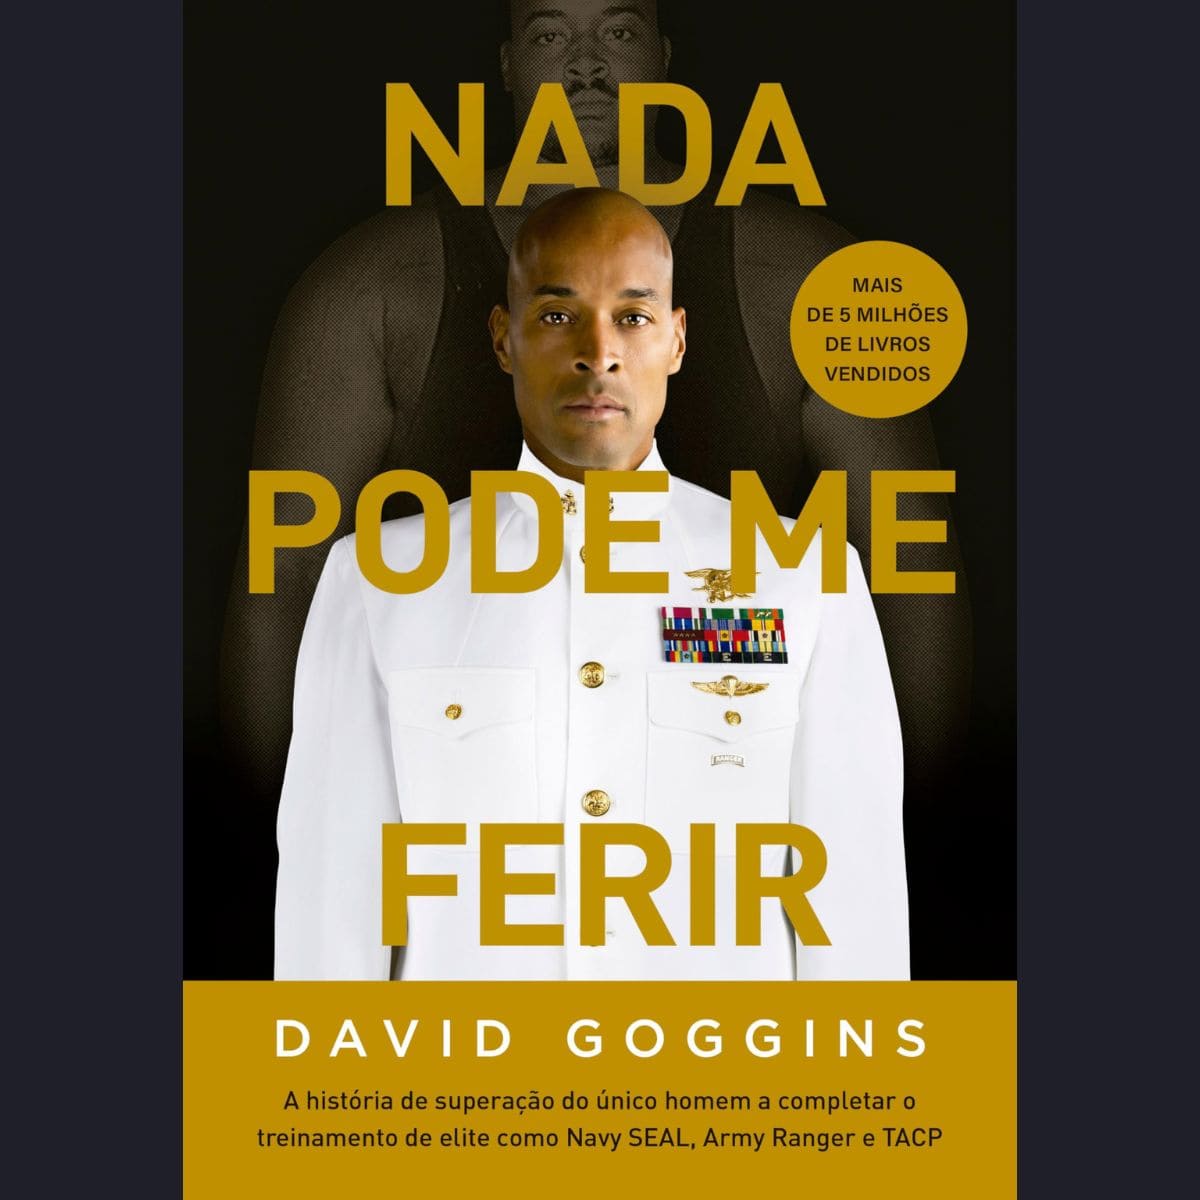 NADA
MAIS
DE 5 MILHÕES
DE LIVROS
VENDIDOS
PODE ME
RANGER
FERIR
DAVID GOGGINS
A história de superação do único homem a completar o
treinamento de elite como Navy SEAL, Army Ranger e TACP